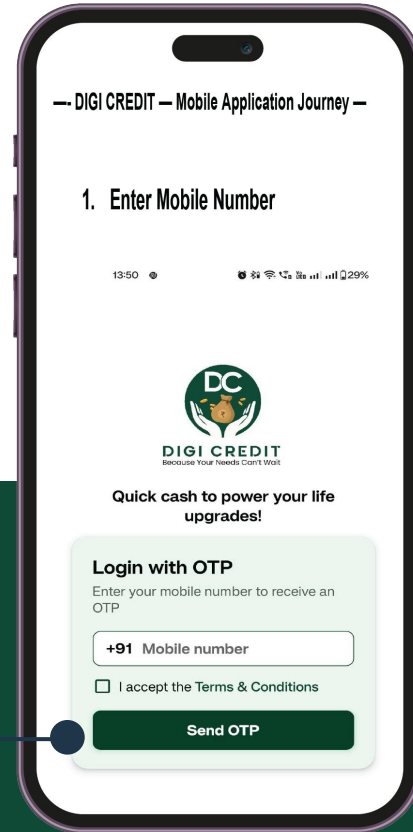 —- DIGI CREDIT — Mobile Application Journey —
1. Enter Mobile Number
13:50 29%
DC
DIGI CREDIT
Because Your Needs Can't Wait
Quick cash to power your life
upgrades!
Login with OTP
Enter your mobile number to receive an
OTP
+91 Mobile number
I accept the Terms & Conditions
Send OTP